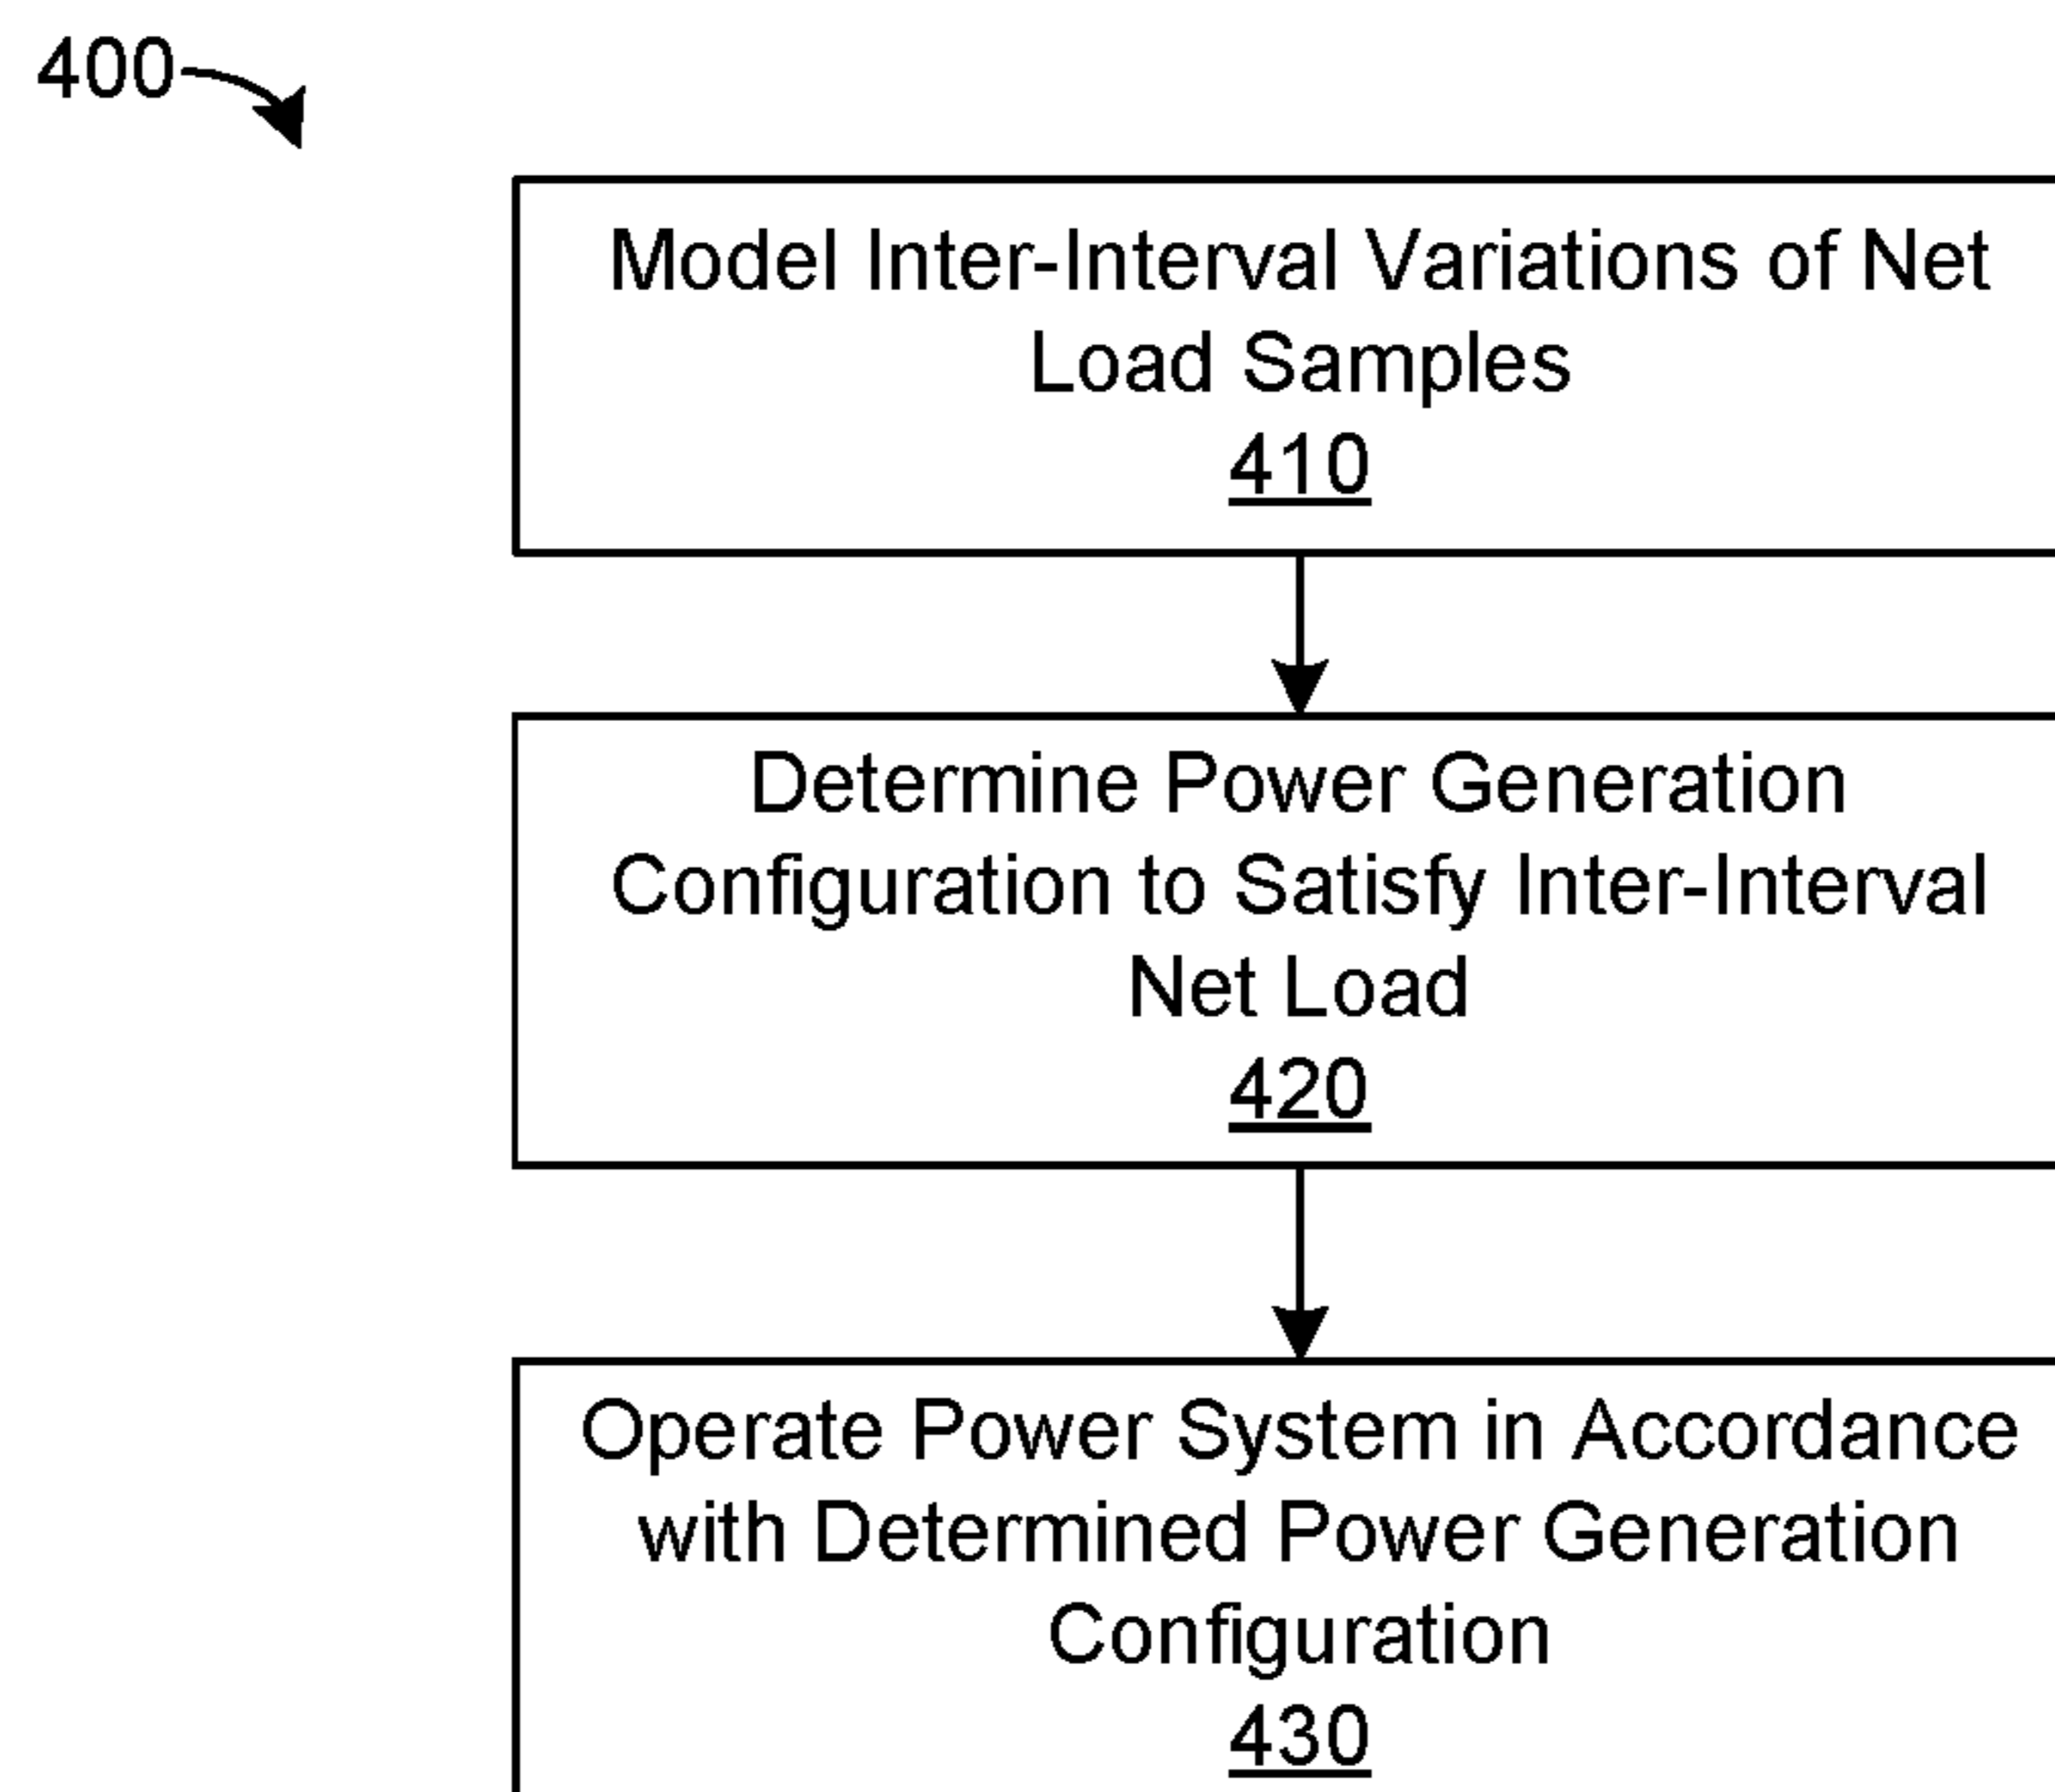 400
Model Inter-Interval Variations of Net
Load Samples
410
Determine Power Generation
Configuration to Satisfy Inter-Interval
Net Load
420
Operate Power System in Accordance
with Determined Power Generation
Configuration
430